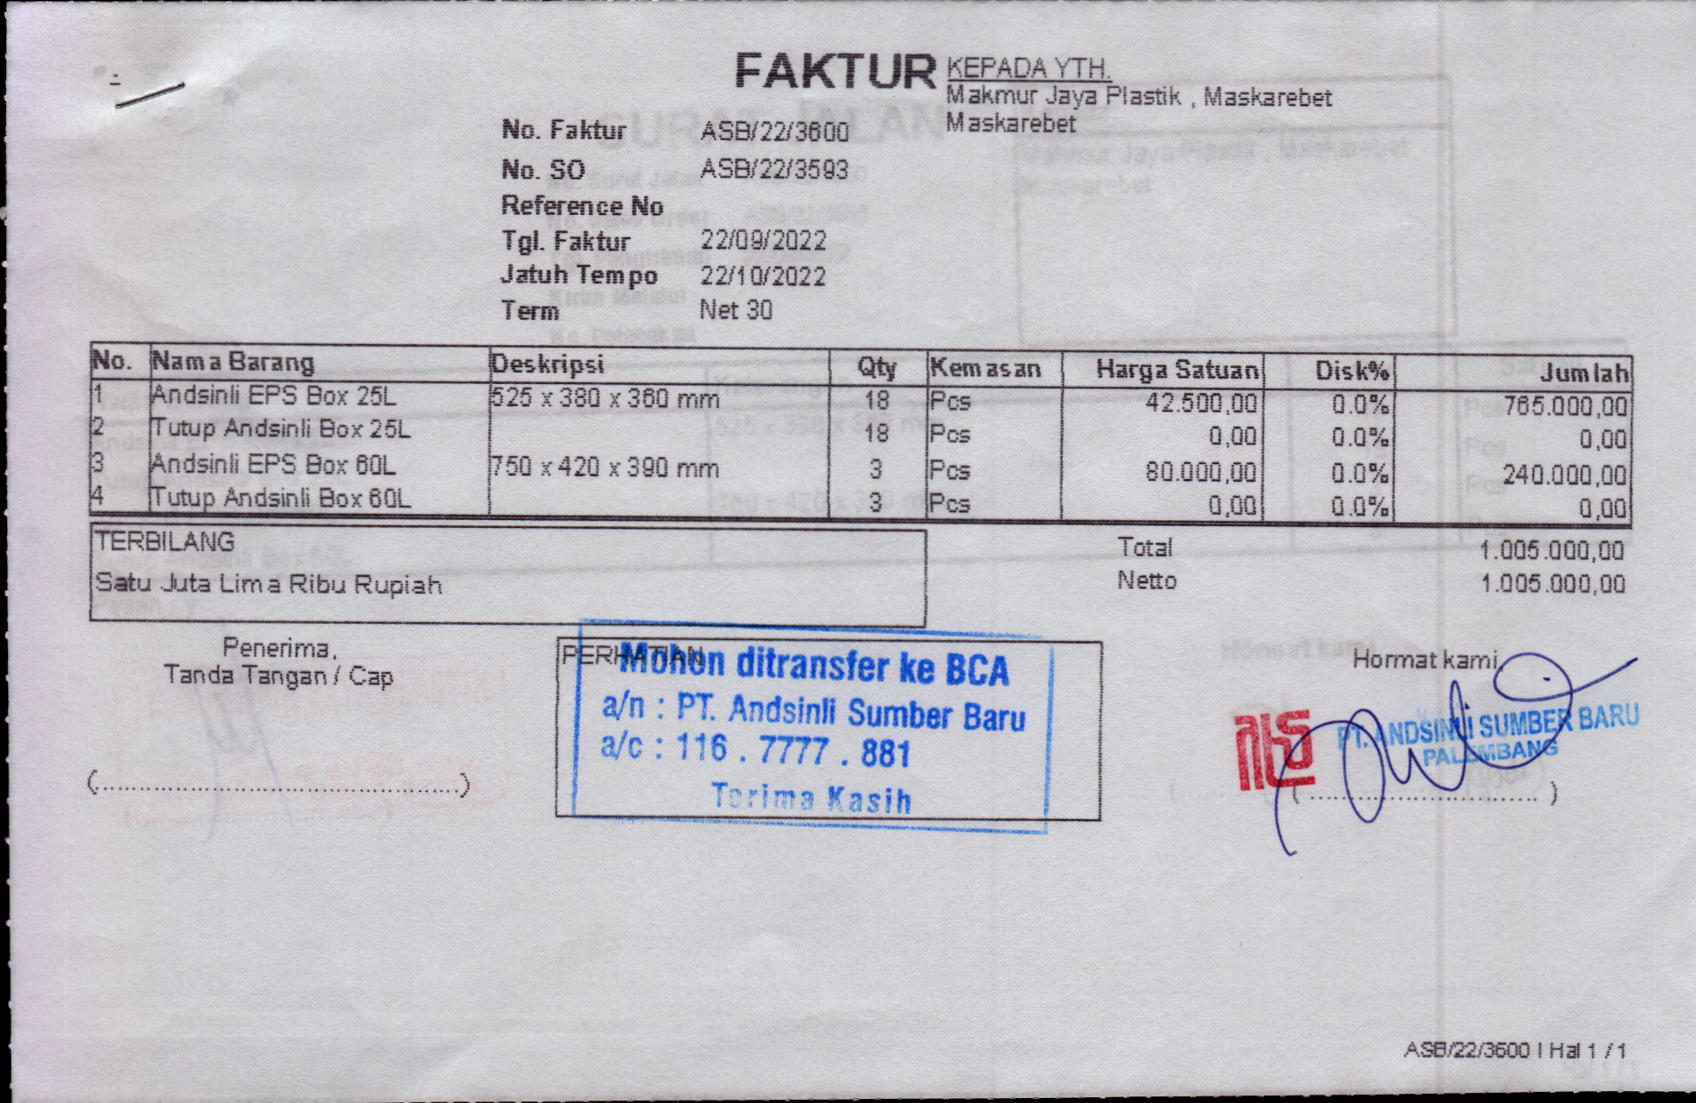 FAKTUR
KEPADA YTH.
Makmur Jaya Plastik , Maskarebet
Maskarebet
No. Faktur ASB/22/3600
No. SO ASB/22/3593
Reference No
Tgl. Faktur 22/09/2022
Jatuh Tempo 22/10/2022
Term Net 30
No. Nama Barang Deskripsi Qty Kemasan Harga Satuan Disk% Jumlah
1 Andsinli EPS Box 25L 525 x 380 x 360 mm 18 Pcs 42.500,00 0.0% 765.000,00
2 Tutup Andsinli Box 25L 18 Pcs 0,00 0.0% 0,00
3 Andsinli EPS Box 60L 750 x 420 x 390 mm 3 Pcs 80.000,00 0.0% 240.000,00
4 Tutup Andsinli Box 60L 3 Pcs 0,00 0.0% 0,00
TERBILANG
Satu Juta Lima Ribu Rupiah
Total 1.005.000,00
Netto 1.005.000,00
Penerima,
Tanda Tangan / Cap
(................................................)
PERHATIAN
Mohon ditransfer ke BCA
a/n : PT. Andsinli Sumber Baru
a/c : 116 . 7777 . 881
Terima Kasih
Hormat kami,
PT. ANDSINLI SUMBER BARU
PALEMBANG
(................................)
ASB/22/3600 | Hal 1 / 1